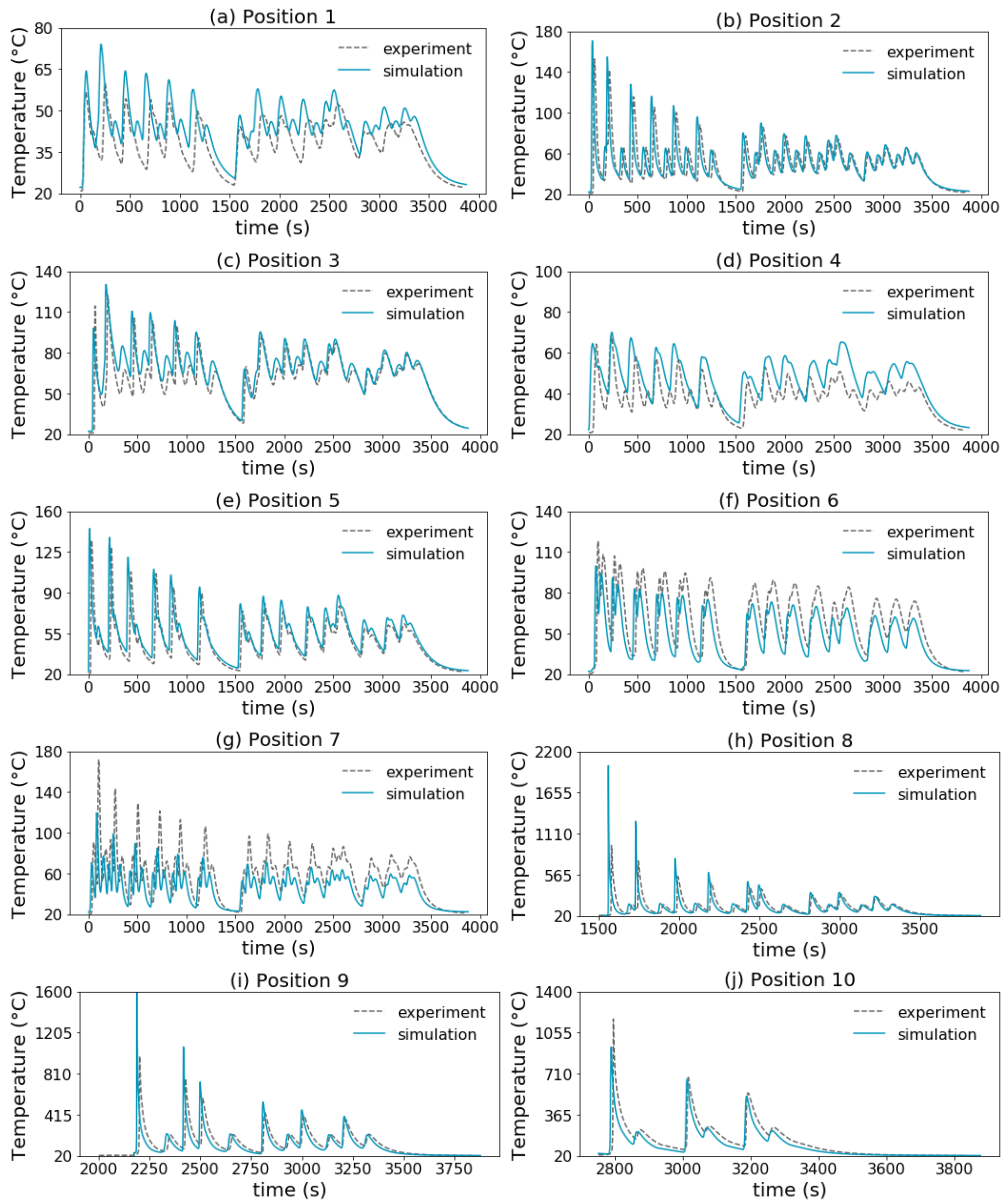 (a) Position 1
Temperature (°C)
80
65
50
35
20
experiment
simulation
0 500 1000 1500 2000 2500 3000 3500 4000
time (s)
(b) Position 2
Temperature (°C)
180
140
100
60
20
experiment
simulation
0 500 1000 1500 2000 2500 3000 3500 4000
time (s)
(c) Position 3
Temperature (°C)
140
110
80
50
20
experiment
simulation
0 500 1000 1500 2000 2500 3000 3500 4000
time (s)
(d) Position 4
Temperature (°C)
100
80
60
40
20
experiment
simulation
0 500 1000 1500 2000 2500 3000 3500 4000
time (s)
(e) Position 5
Temperature (°C)
160
125
90
55
20
experiment
simulation
0 500 1000 1500 2000 2500 3000 3500 4000
time (s)
(f) Position 6
Temperature (°C)
140
110
80
50
20
experiment
simulation
0 500 1000 1500 2000 2500 3000 3500 4000
time (s)
(g) Position 7
Temperature (°C)
180
140
100
60
20
experiment
simulation
0 500 1000 1500 2000 2500 3000 3500 4000
time (s)
(h) Position 8
Temperature (°C)
2200
1655
1110
565
20
experiment
simulation
1500 2000 2500 3000 3500
time (s)
(i) Position 9
Temperature (°C)
1600
1205
810
415
20
experiment
simulation
2000 2250 2500 2750 3000 3250 3500 3750
time (s)
(j) Position 10
Temperature (°C)
1400
1055
710
365
20
experiment
simulation
2800 3000 3200 3400 3600 3800
time (s)